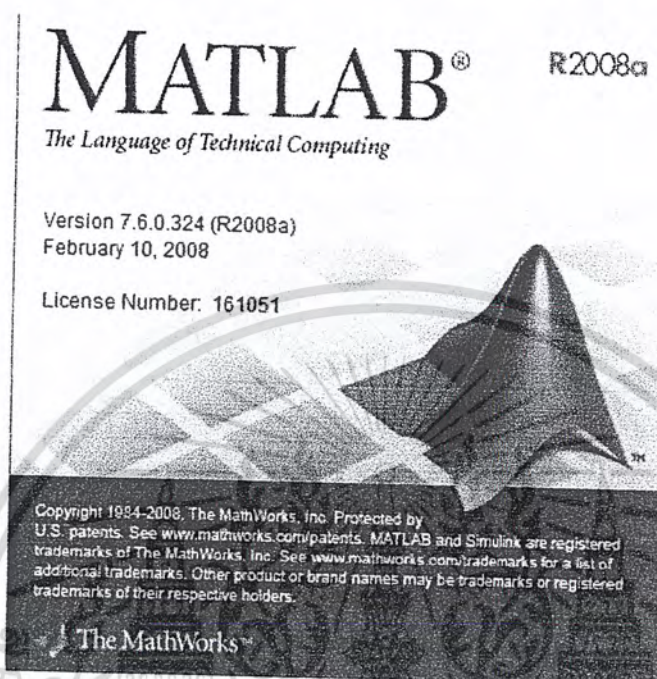 MATLAB®
R2008a
The Language of Technical Computing
Version 7.6.0.324 (R2008a)
February 10, 2008
License Number: 161051
TM
Copyright 1984-2008, The MathWorks, Inc. Protected by
U.S. patents. See www.mathworks.com/patents. MATLAB and Simulink are registered
trademarks of The MathWorks, Inc. See www.mathworks.com/trademarks for a list of
additional trademarks. Other product or brand names may be trademarks or registered
trademarks of their respective holders.
The MathWorks™